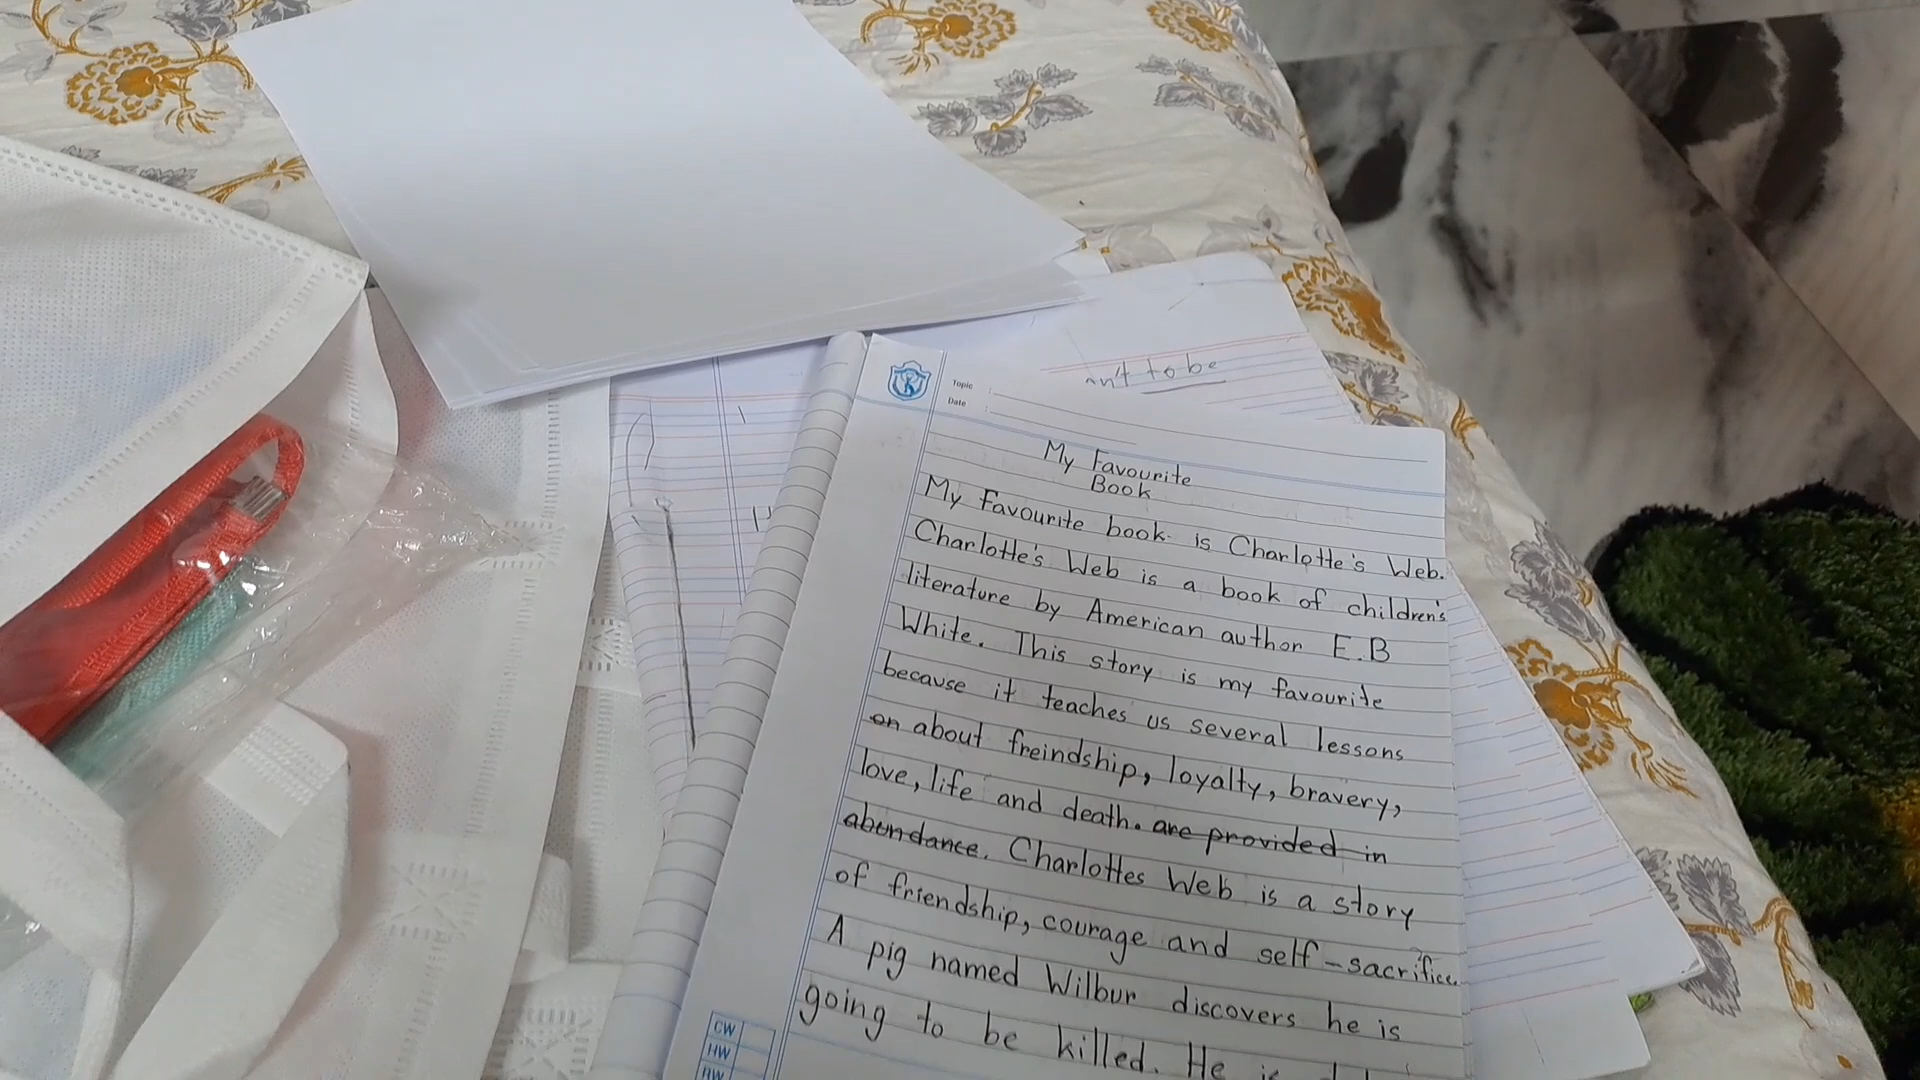 n't to be
Topic
Date
My Favourite
Book
My Favourite book is Charlotte's Web.
Charlotte's Web is a book of children's
literature by American author E.B
White. This story is my favourite
because it teaches us several lessons
on about freindship, loyalty, bravery,
love, life and death. are provided in
abundance. Charlottes Web is a story
of friendship, courage and self-sacrifice
A pig named Wilbur discovers he is
going to be killed. He is
CW
HW